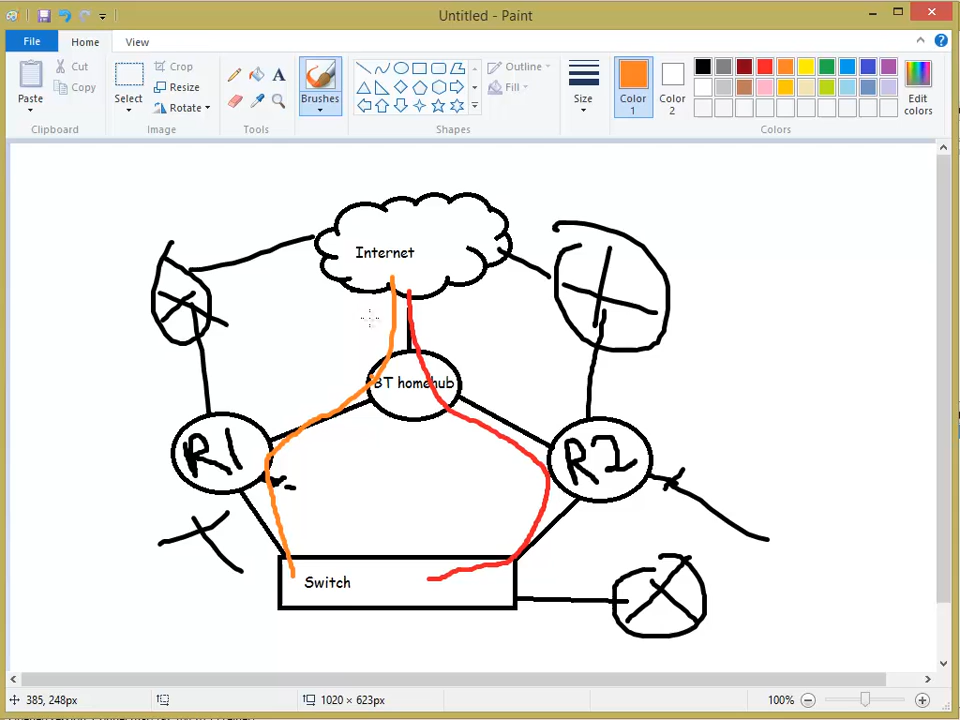 Untitled - Paint
File
Home
View
Paste
Cut
Copy
Clipboard
Select
Crop
Resize
Rotate
Image
A
Tools
Brushes
Outline
Fill
Shapes
Size
Color 1
Color 2
Edit colors
Colors
Internet
BT homehub
R1
R2
Switch
385, 248px
1020 × 623px
100%